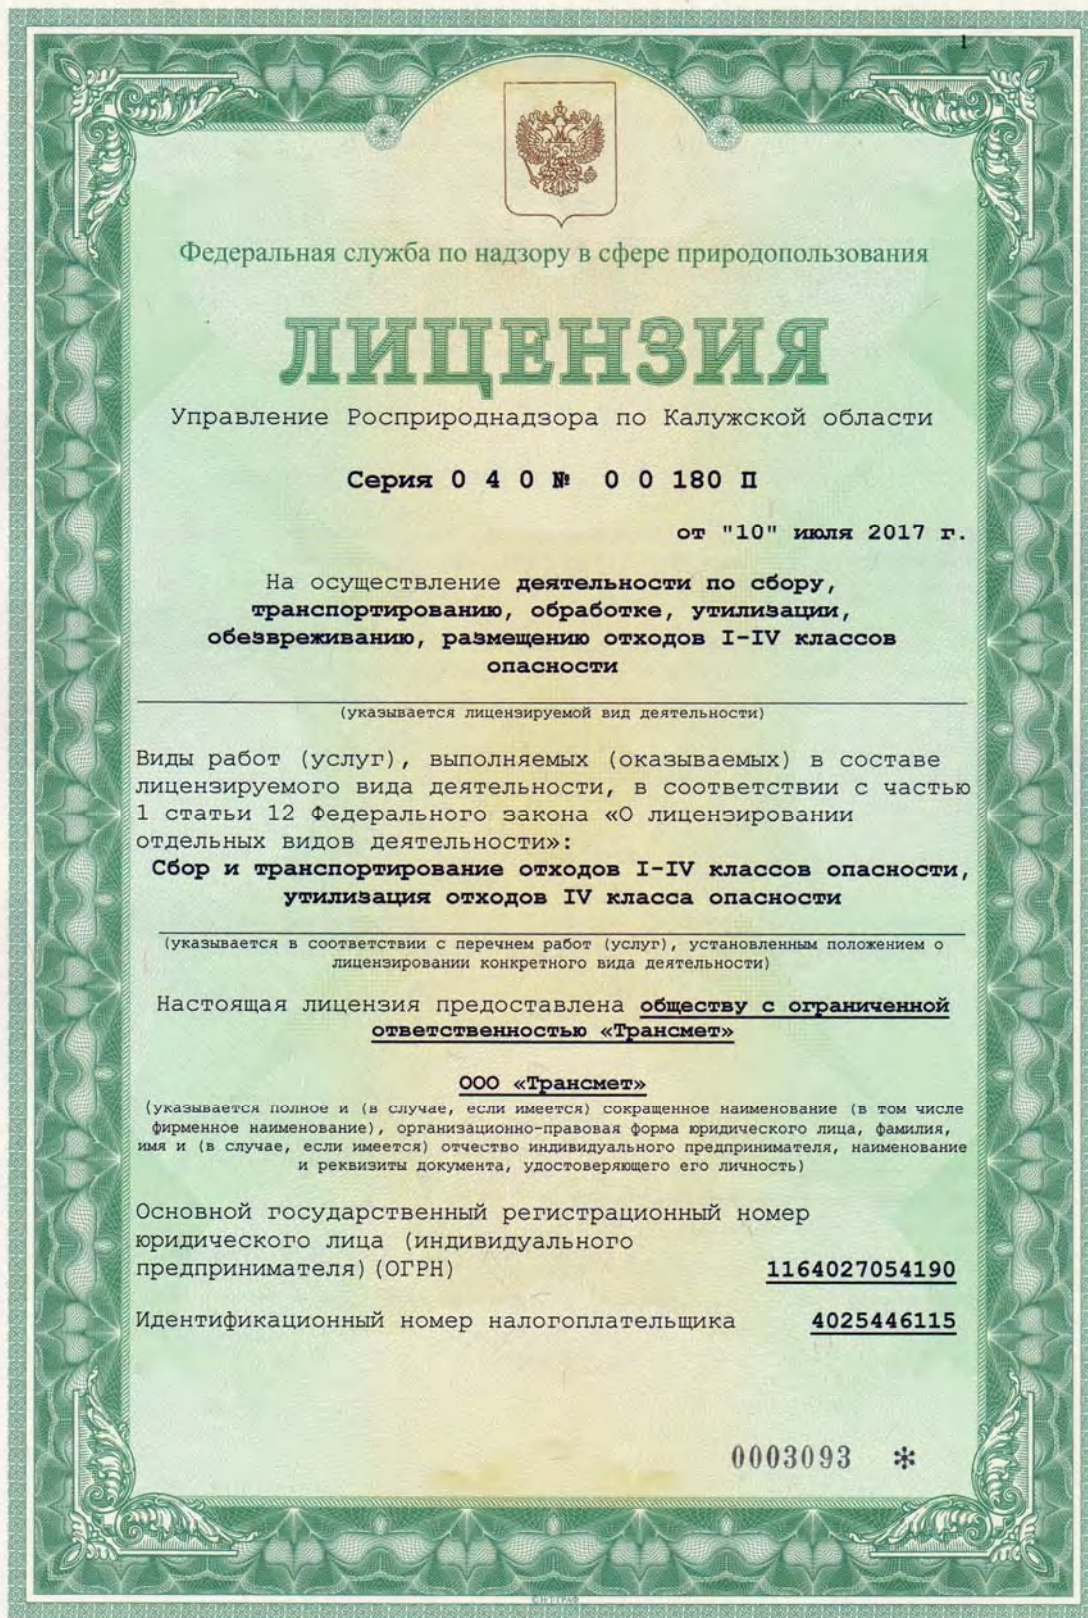 1
Федеральная служба по надзору в сфере природопользования
ЛИЦЕНЗИЯ
Управление Росприроднадзора по Калужской области
Серия 0 4 0 № 0 0 180 П
от "10" июля 2017 г.
На осуществление деятельности по сбору,
транспортированию, обработке, утилизации,
обезвреживанию, размещению отходов I-IV классов
опасности
(указывается лицензируемой вид деятельности)
Виды работ (услуг), выполняемых (оказываемых) в составе
лицензируемого вида деятельности, в соответствии с частью
1 статьи 12 Федерального закона «О лицензировании
отдельных видов деятельности»:
Сбор и транспортирование отходов I-IV классов опасности,
утилизация отходов IV класса опасности
(указывается в соответствии с перечнем работ (услуг), установленным положением о
лицензировании конкретного вида деятельности)
Настоящая лицензия предоставлена обществу с ограниченной
ответственностью «Трансмет»
ООО «Трансмет»
(указывается полное и (в случае, если имеется) сокращенное наименование (в том числе
фирменное наименование), организационно-правовая форма юридического лица, фамилия,
имя и (в случае, если имеется) отчество индивидуального предпринимателя, наименование
и реквизиты документа, удостоверяющего его личность)
Основной государственный регистрационный номер
юридического лица (индивидуального
предпринимателя) (ОГРН) 1164027054190
Идентификационный номер налогоплательщика 4025446115
0003093 *